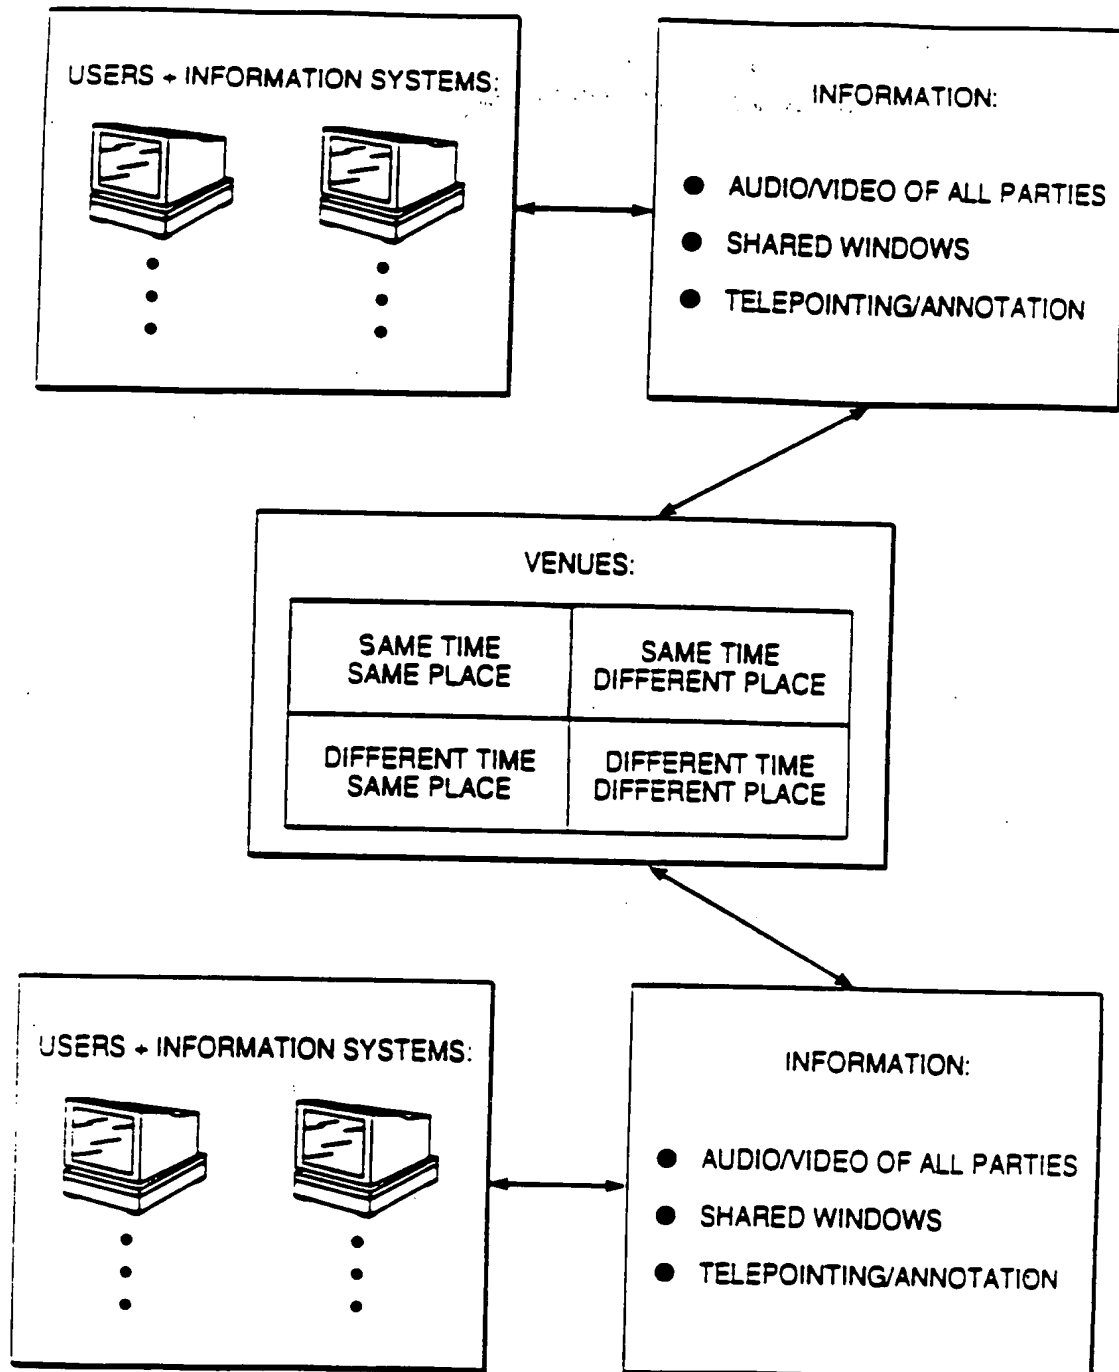 USERS + INFORMATION SYSTEMS:
INFORMATION:
● AUDIO/VIDEO OF ALL PARTIES
● SHARED WINDOWS
● TELEPOINTING/ANNOTATION
VENUES:
SAME TIME
SAME PLACE
SAME TIME
DIFFERENT PLACE
DIFFERENT TIME
SAME PLACE
DIFFERENT TIME
DIFFERENT PLACE
USERS + INFORMATION SYSTEMS:
INFORMATION:
● AUDIO/VIDEO OF ALL PARTIES
● SHARED WINDOWS
● TELEPOINTING/ANNOTATION